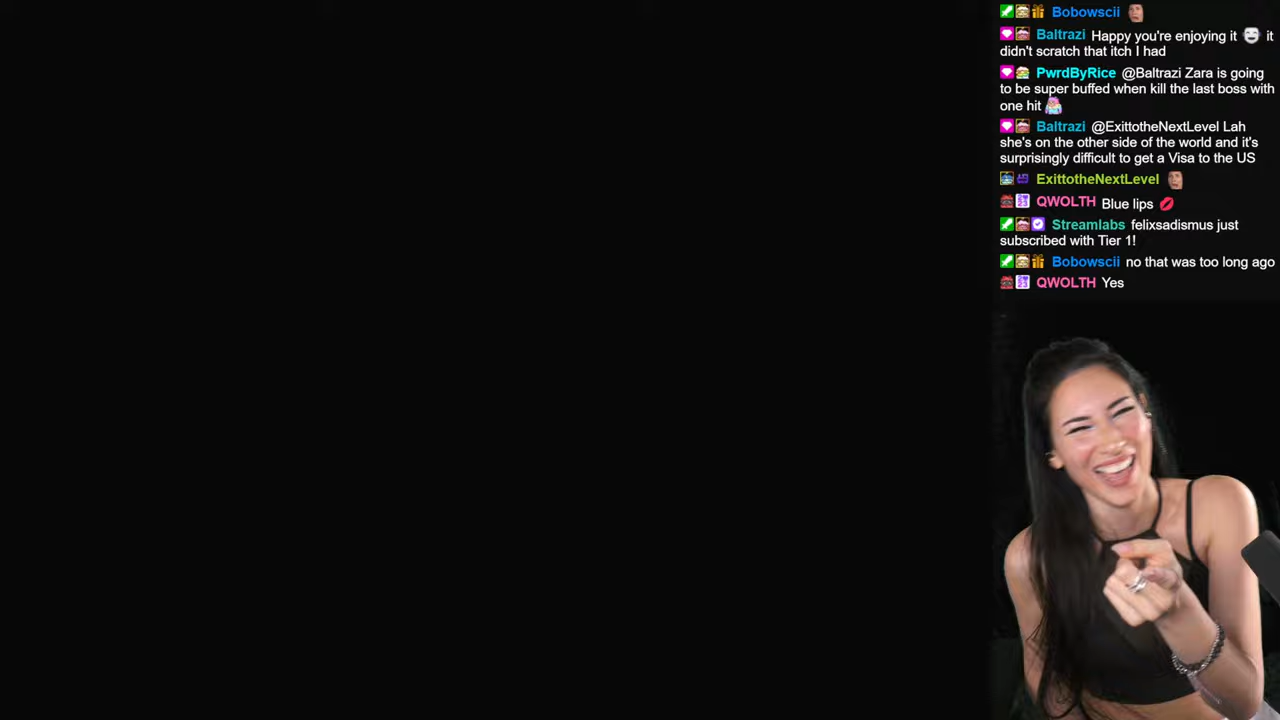 Bobowscii
Baltrazi Happy you're enjoying it it
didn't scratch that itch I had
PwrdByRice @Baltrazi Zara is going
to be super buffed when kill the last boss with
one hit
Baltrazi @ExittotheNextLevel Lah
she's on the other side of the world and it's
surprisingly difficult to get a Visa to the US
ExittotheNextLevel
QWOLTH Blue lips
Streamlabs felixsadismus just
subscribed with Tier 1!
Bobowscii no that was too long ago
QWOLTH Yes